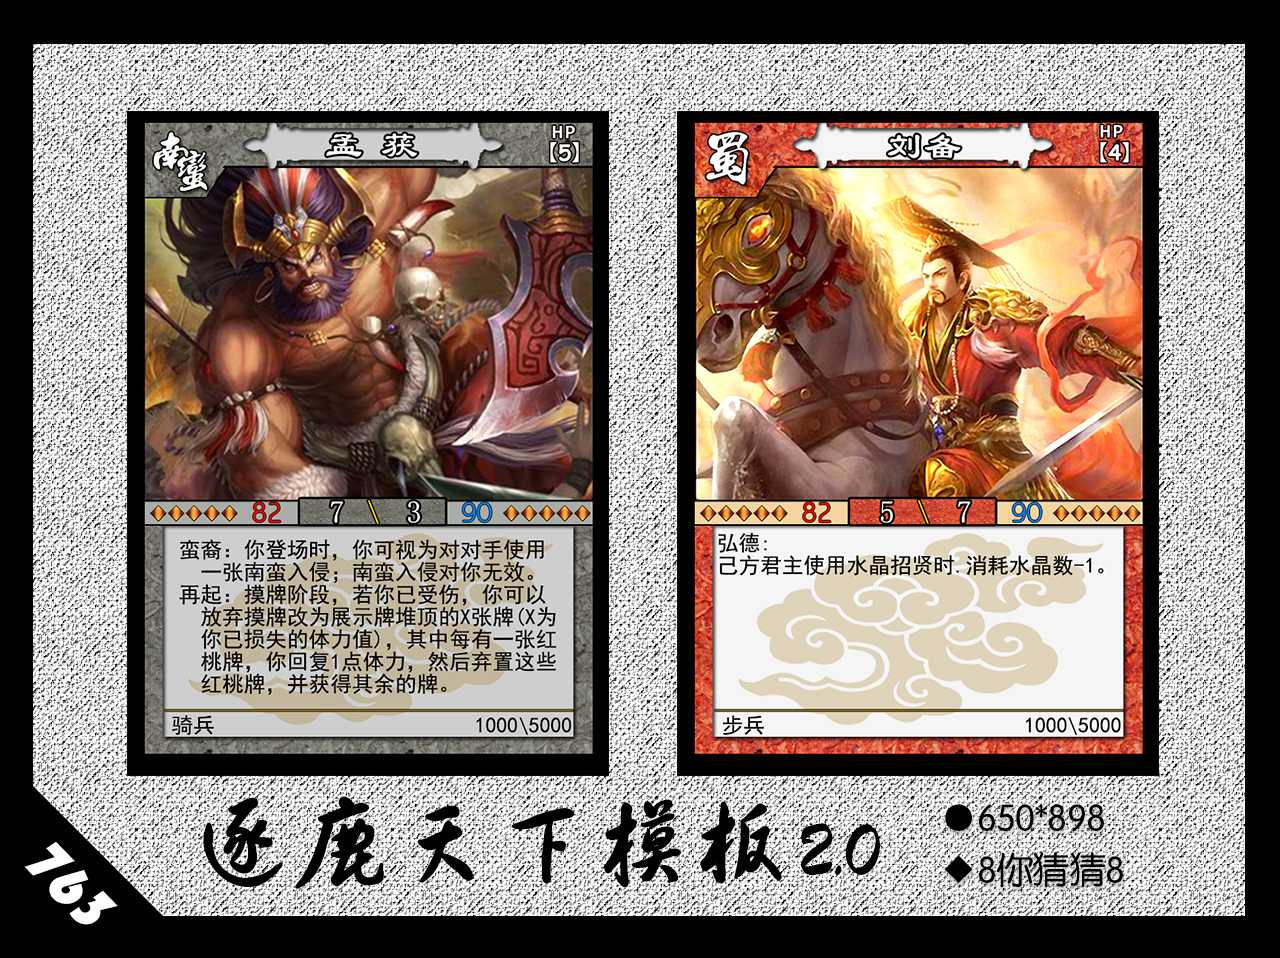 南蛮
孟获
HP
【5】
82 7 \ 3 90
蛮裔：你登场时，你可视为对对手使用
一张南蛮入侵；南蛮入侵对你无效。
再起：摸牌阶段，若你已受伤，你可以
放弃摸牌改为展示牌堆顶的X张牌(X为
你已损失的体力值)，其中每有一张红
桃牌，你回复1点体力，然后弃置这些
红桃牌，并获得其余的牌。
骑兵 1000\5000
蜀
刘备
HP
【4】
82 5 \ 7 90
弘德：
己方君主使用水晶招贤时.消耗水晶数-1。
步兵 1000\5000
逐鹿天下模板2.0
●650*898
◆8你猜猜8
763